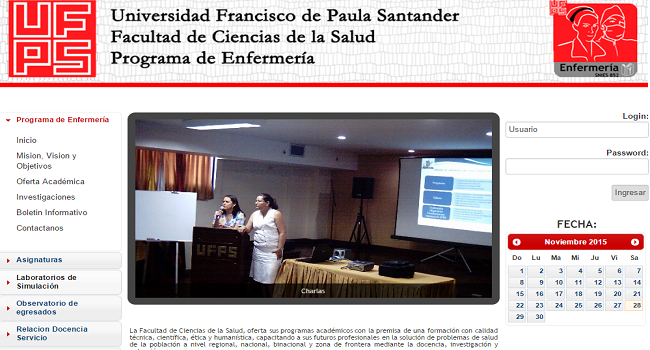 UFPS
Universidad Francisco de Paula Santander
Facultad de Ciencias de la Salud
Programa de Enfermería
UFPS
Enfermería
SNIES 852
Programa de Enfermería
Inicio
Mision, Vision y
Objetivos
Oferta Académica
Investigaciones
Boletin Informativo
Contactanos
Asignaturas
Laboratorios de
Simulación
Observatorio de
egresados
Relacion Docencia
Servicio
UFPS
Charlas
La Facultad de Ciencias de la Salud, oferta sus programas académicos con la premisa de una formación con calidad
técnica, científica, ética y humanística, capacitando a sus futuros profesionales en la solución de problemas de salud
de la población a nivel regional, nacional, binacional y zona de frontera mediante la docencia, investigación y
Login:
Usuario
Password:
Ingresar
FECHA:
Noviembre 2015
Do Lu Ma Mi Ju Vi Sa
1 2 3 4 5 6 7
8 9 10 11 12 13 14
15 16 17 18 19 20 21
22 23 24 25 26 27 28
29 30